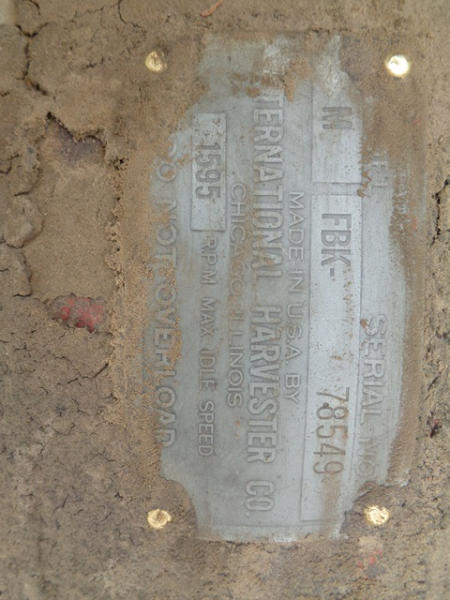 SERIAL NO.
M FBK- 78549
MADE IN U.S.A. BY
INTERNATIONAL HARVESTER CO.
CHICAGO ILLINOIS
1595 RPM MAX IDLE SPEED
DO NOT OVERLOAD